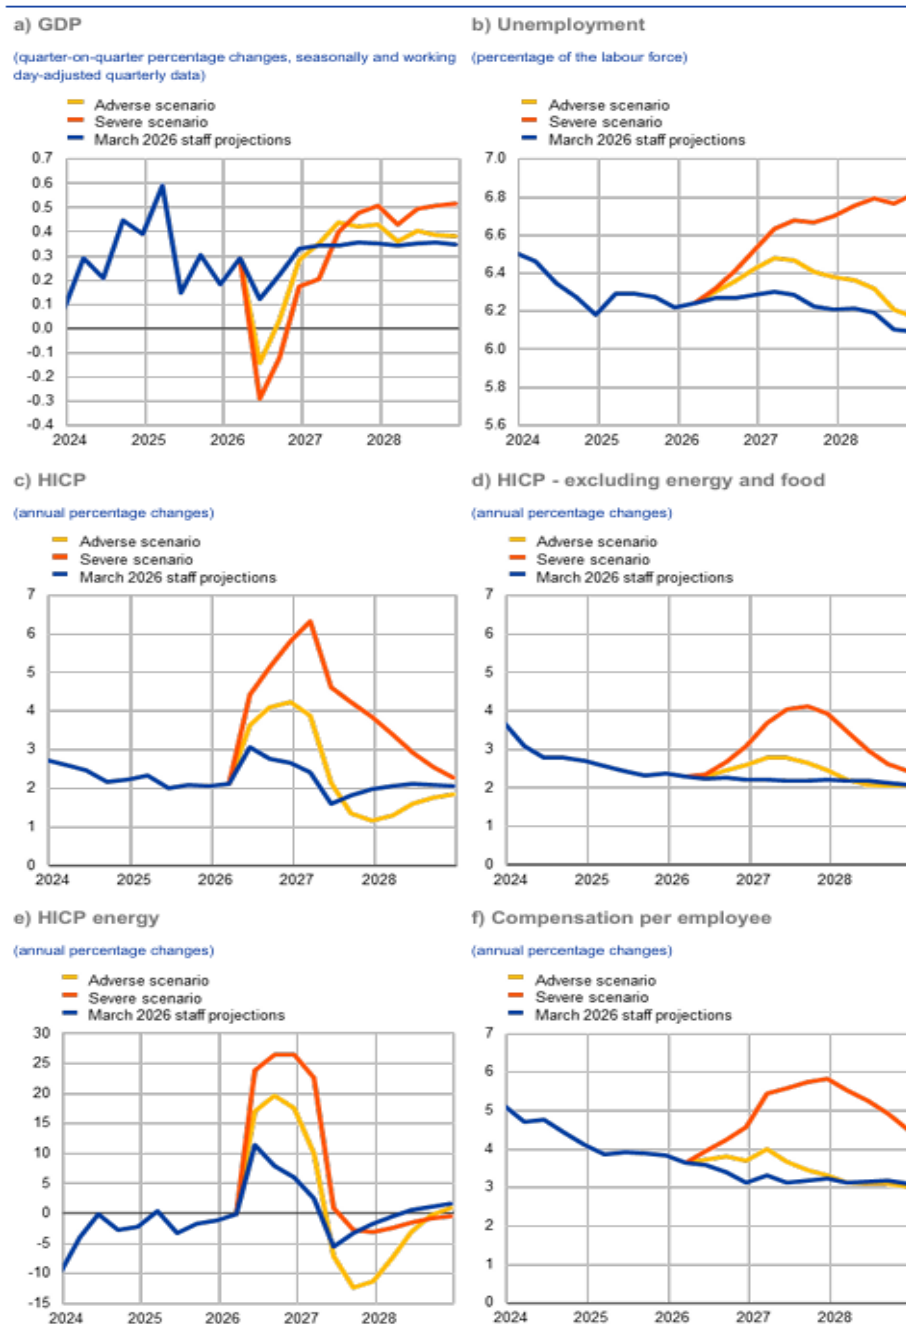 a) GDP
(quarter-on-quarter percentage changes, seasonally and working
day-adjusted quarterly data)
Adverse scenario
Severe scenario
March 2026 staff projections
0.7
0.6
0.5
0.4
0.3
0.2
0.1
0.0
-0.1
-0.2
-0.3
-0.4
2024 2025 2026 2027 2028
b) Unemployment
(percentage of the labour force)
Adverse scenario
Severe scenario
March 2026 staff projections
7.0
6.8
6.6
6.4
6.2
6.0
5.8
5.6
2024 2025 2026 2027 2028
c) HICP
(annual percentage changes)
Adverse scenario
Severe scenario
March 2026 staff projections
7
6
5
4
3
2
1
0
2024 2025 2026 2027 2028
d) HICP - excluding energy and food
(annual percentage changes)
Adverse scenario
Severe scenario
March 2026 staff projections
7
6
5
4
3
2
1
0
2024 2025 2026 2027 2028
e) HICP energy
(annual percentage changes)
Adverse scenario
Severe scenario
March 2026 staff projections
30
25
20
15
10
5
0
-5
-10
-15
2024 2025 2026 2027 2028
f) Compensation per employee
(annual percentage changes)
Adverse scenario
Severe scenario
March 2026 staff projections
7
6
5
4
3
2
1
0
2024 2025 2026 2027 2028